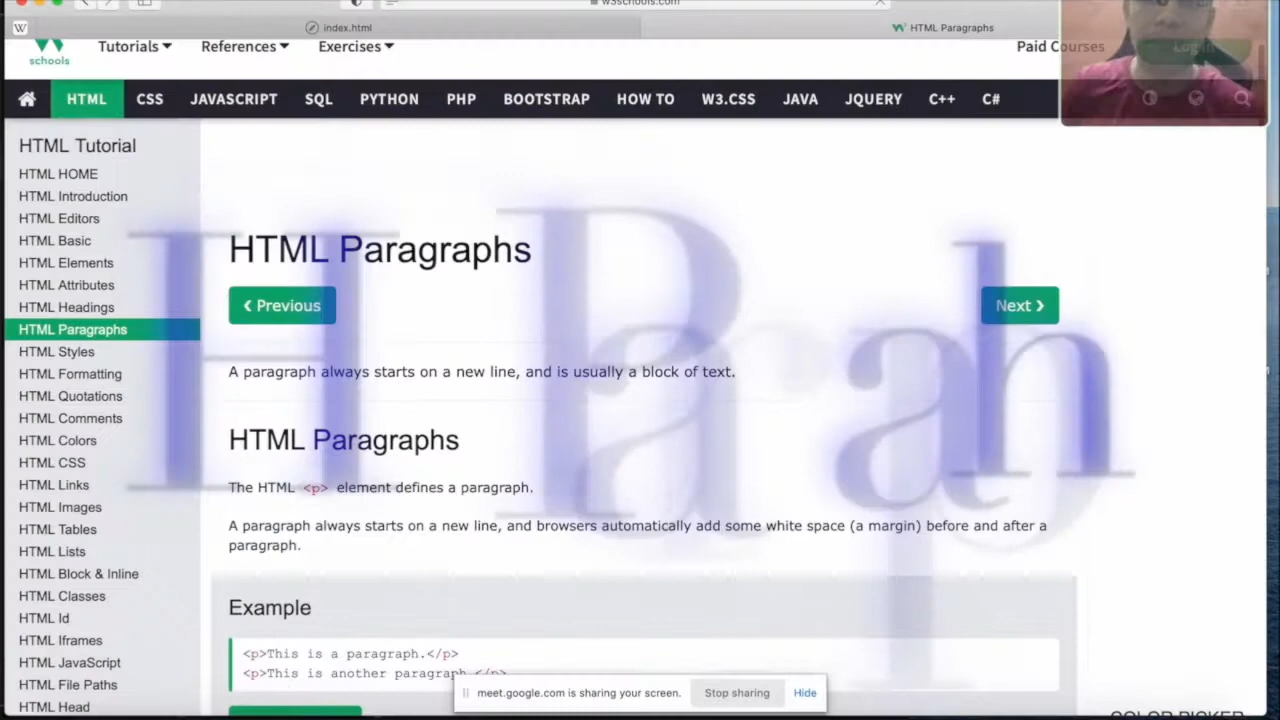 w3schools.com
W
index.html
HTML Paragraphs
schools
Tutorials
References
Exercises
Paid Courses
Log in
HTML
CSS
JAVASCRIPT
SQL
PYTHON
PHP
BOOTSTRAP
HOW TO
W3.CSS
JAVA
JQUERY
C++
C#
HTML Tutorial
HTML HOME
HTML Introduction
HTML Editors
HTML Basic
HTML Elements
HTML Attributes
HTML Headings
HTML Paragraphs
HTML Styles
HTML Formatting
HTML Quotations
HTML Comments
HTML Colors
HTML CSS
HTML Links
HTML Images
HTML Tables
HTML Lists
HTML Block & Inline
HTML Classes
HTML Id
HTML Iframes
HTML JavaScript
HTML File Paths
HTML Head
HTML Paragraphs
❮ Previous
Next ❯
A paragraph always starts on a new line, and is usually a block of text.
HTML Paragraphs
The HTML <p> element defines a paragraph.
A paragraph always starts on a new line, and browsers automatically add some white space (a margin) before and after a
paragraph.
Example
<p>This is a paragraph.</p>
<p>This is another paragraph.</p>
meet.google.com is sharing your screen.
Stop sharing
Hide
COLOR PICKER